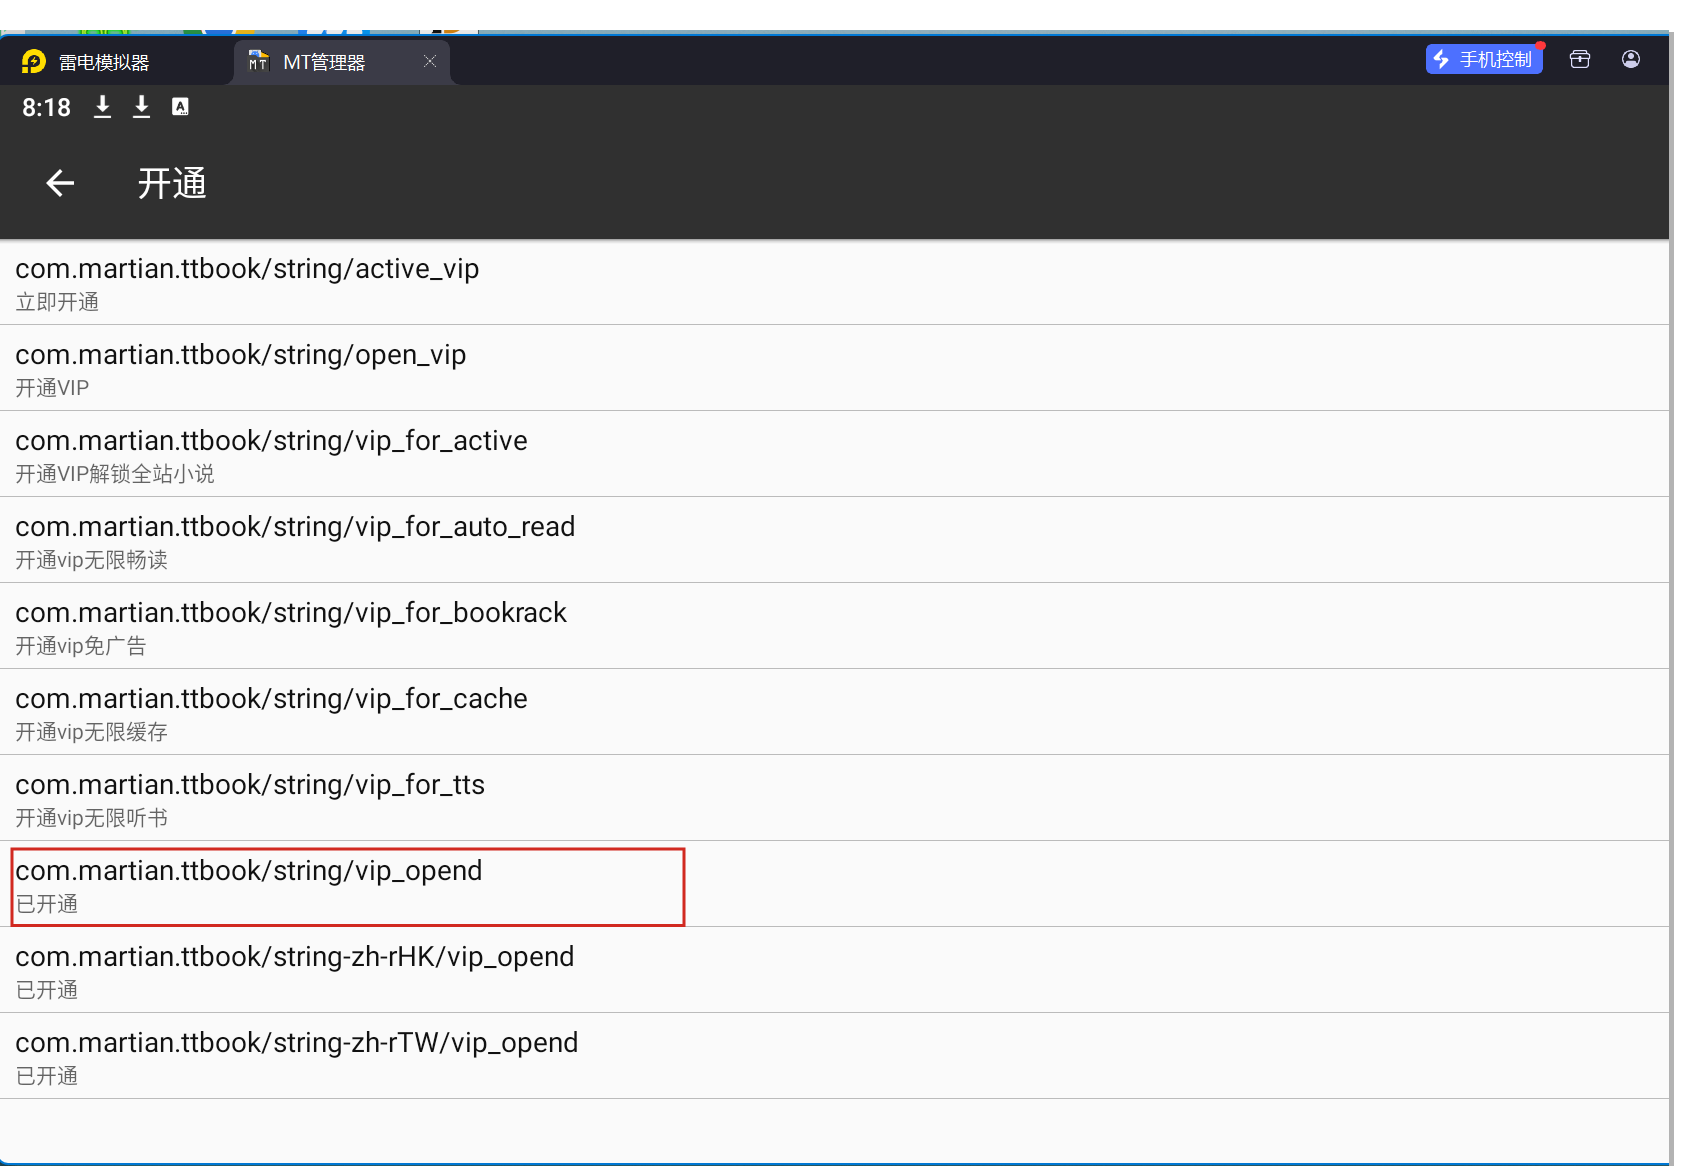 雷电模拟器
MT管理器
手机控制
8:18
开通
com.martian.ttbook/string/active_vip
立即开通
com.martian.ttbook/string/open_vip
开通VIP
com.martian.ttbook/string/vip_for_active
开通VIP解锁全站小说
com.martian.ttbook/string/vip_for_auto_read
开通vip无限畅读
com.martian.ttbook/string/vip_for_bookrack
开通vip免广告
com.martian.ttbook/string/vip_for_cache
开通vip无限缓存
com.martian.ttbook/string/vip_for_tts
开通vip无限听书
com.martian.ttbook/string/vip_opend
已开通
com.martian.ttbook/string-zh-rHK/vip_opend
已开通
com.martian.ttbook/string-zh-rTW/vip_opend
已开通